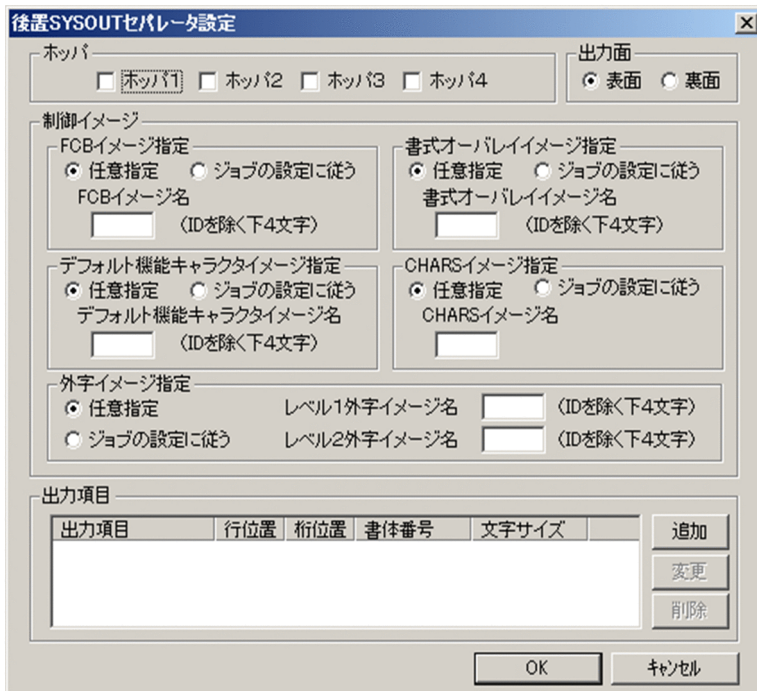 後置SYSOUTセパレータ設定
ホッパ
ホッパ1 ホッパ2 ホッパ3 ホッパ4
出力面
表面 裏面
制御イメージ
FCBイメージ指定
任意指定 ジョブの設定に従う
FCBイメージ名
(IDを除く下4文字)
書式オーバレイイメージ指定
任意指定 ジョブの設定に従う
書式オーバレイイメージ名
(IDを除く下4文字)
デフォルト機能キャラクタイメージ指定
任意指定 ジョブの設定に従う
デフォルト機能キャラクタイメージ名
(IDを除く下4文字)
CHARSイメージ指定
任意指定 ジョブの設定に従う
CHARSイメージ名
外字イメージ指定
任意指定 レベル1外字イメージ名 (IDを除く下4文字)
ジョブの設定に従う レベル2外字イメージ名 (IDを除く下4文字)
出力項目
出力項目 行位置 桁位置 書体番号 文字サイズ
追加
変更
削除
OK キャンセル